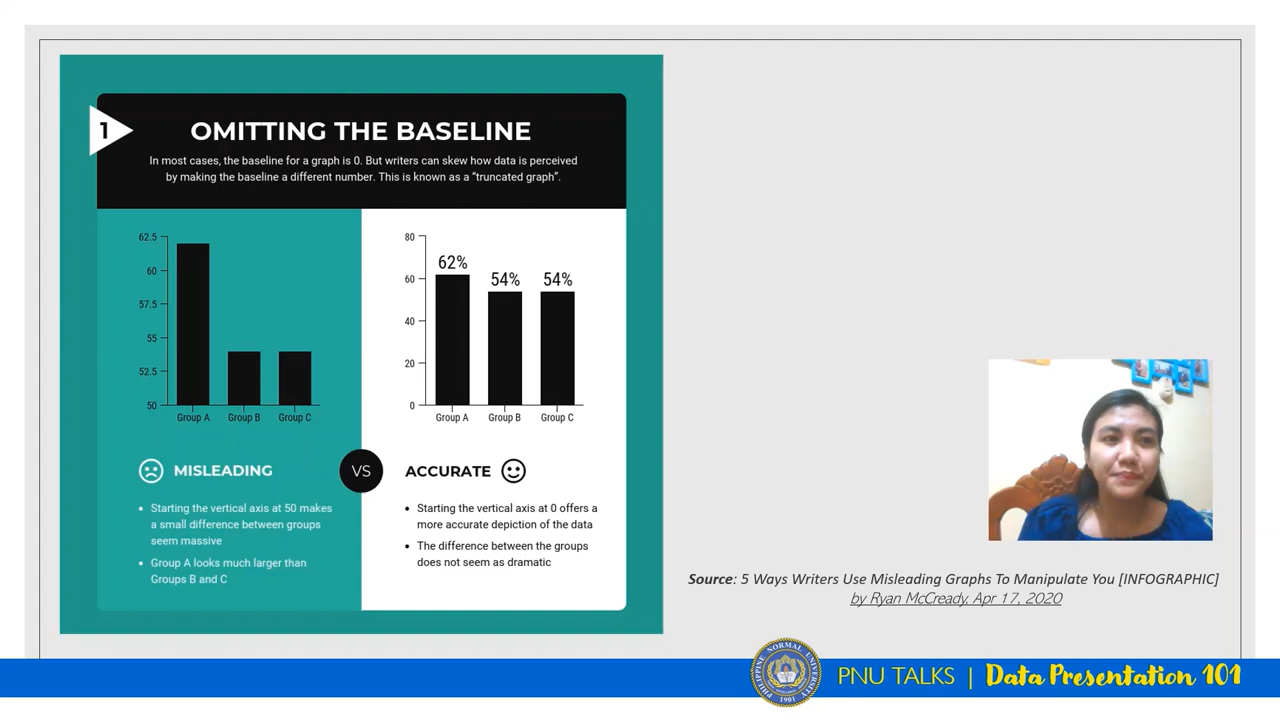 1
OMITTING THE BASELINE
In most cases, the baseline for a graph is 0. But writers can skew how data is perceived
by making the baseline a different number. This is known as a “truncated graph”.
62.5
60
57.5
55
52.5
50
Group A
Group B
Group C
80
60
40
20
0
62%
54%
54%
Group A
Group B
Group C
MISLEADING
VS
ACCURATE
• Starting the vertical axis at 50 makes
a small difference between groups
seem massive
• Group A looks much larger than
Groups B and C
• Starting the vertical axis at 0 offers a
more accurate depiction of the data
• The difference between the groups
does not seem as dramatic
Source: 5 Ways Writers Use Misleading Graphs To Manipulate You [INFOGRAPHIC]
by Ryan McCready, Apr 17, 2020
PHILIPPINE NORMAL UNIVERSITY
1901
PNU TALKS | Data Presentation 101